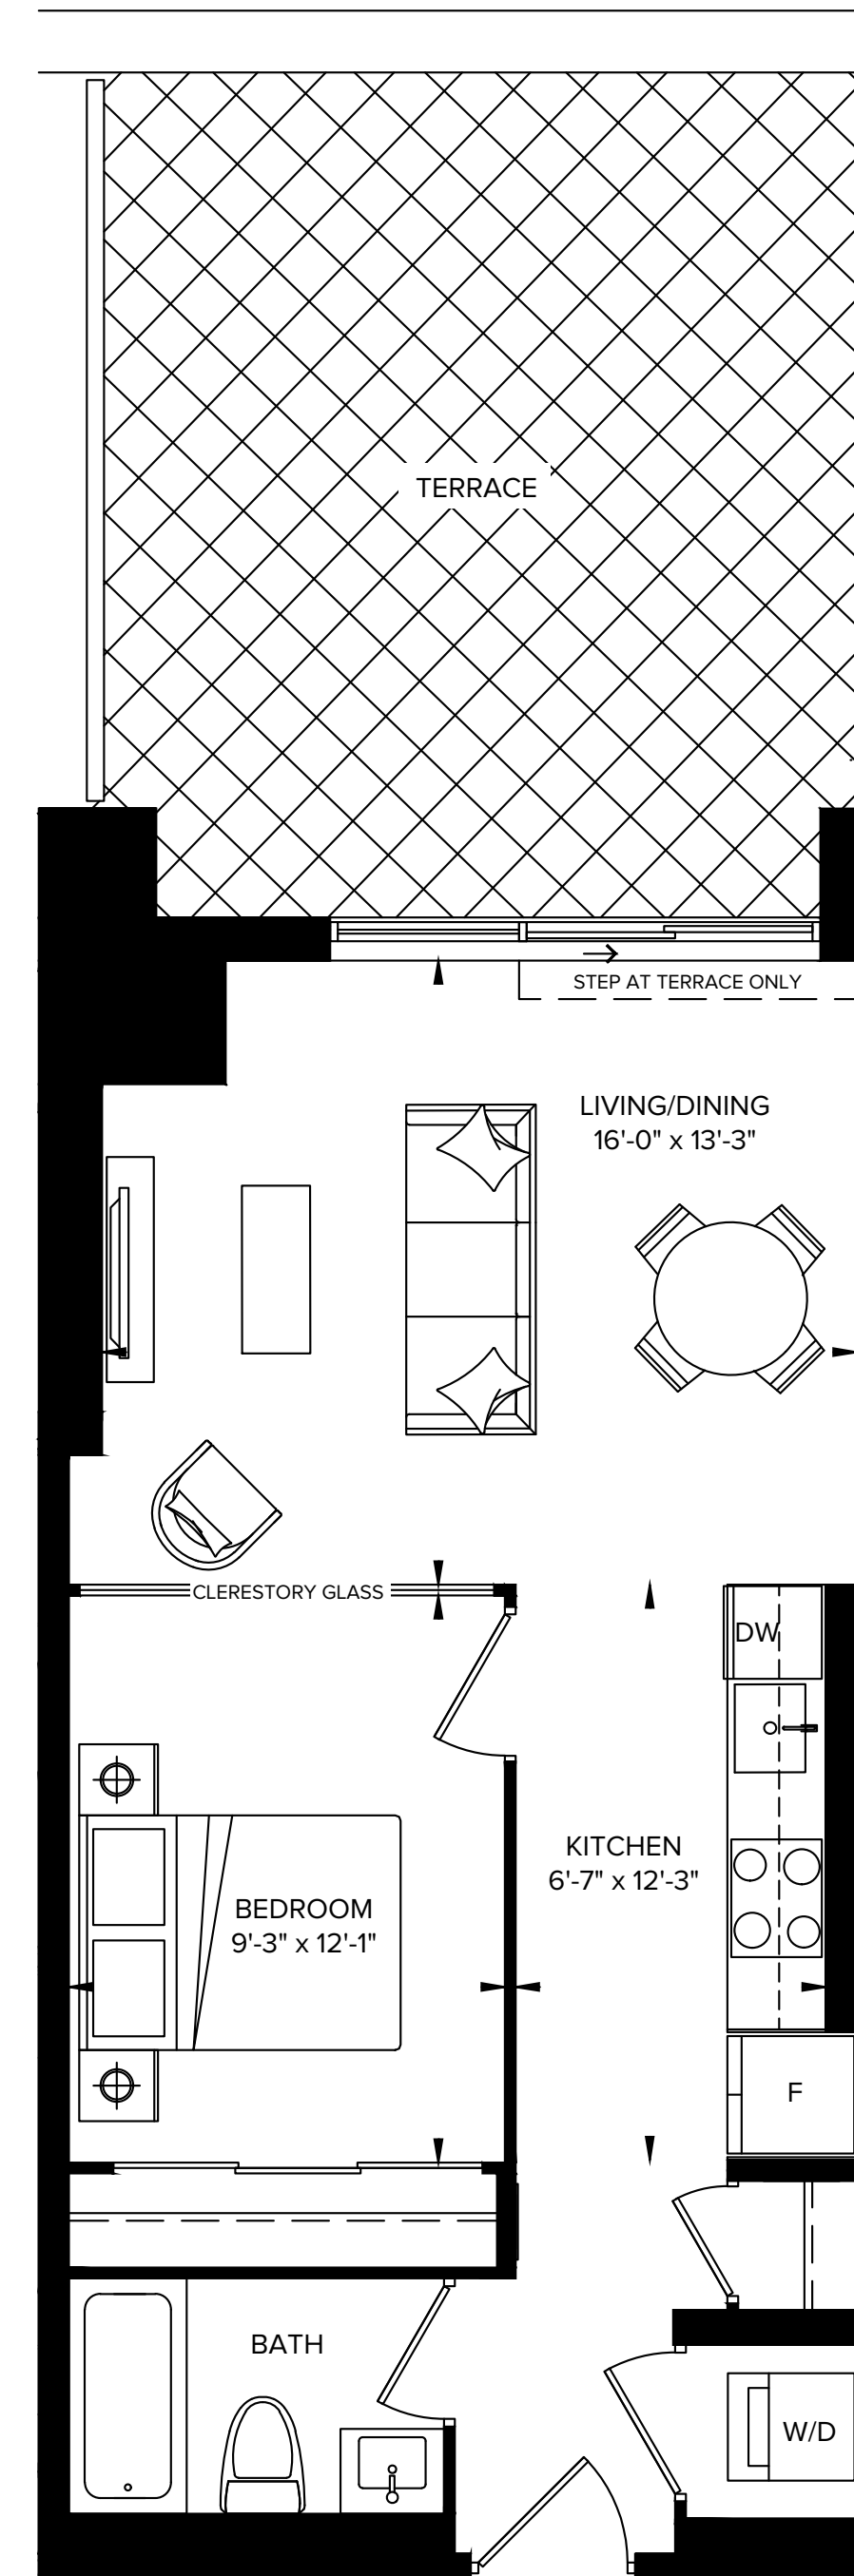 TERRACE
STEP AT TERRACE ONLY
LIVING/DINING
16'-0" x 13'-3"
CLERESTORY GLASS
DW
KITCHEN
6'-7" x 12'-3"
BEDROOM
9'-3" x 12'-1"
F
BATH
W/D